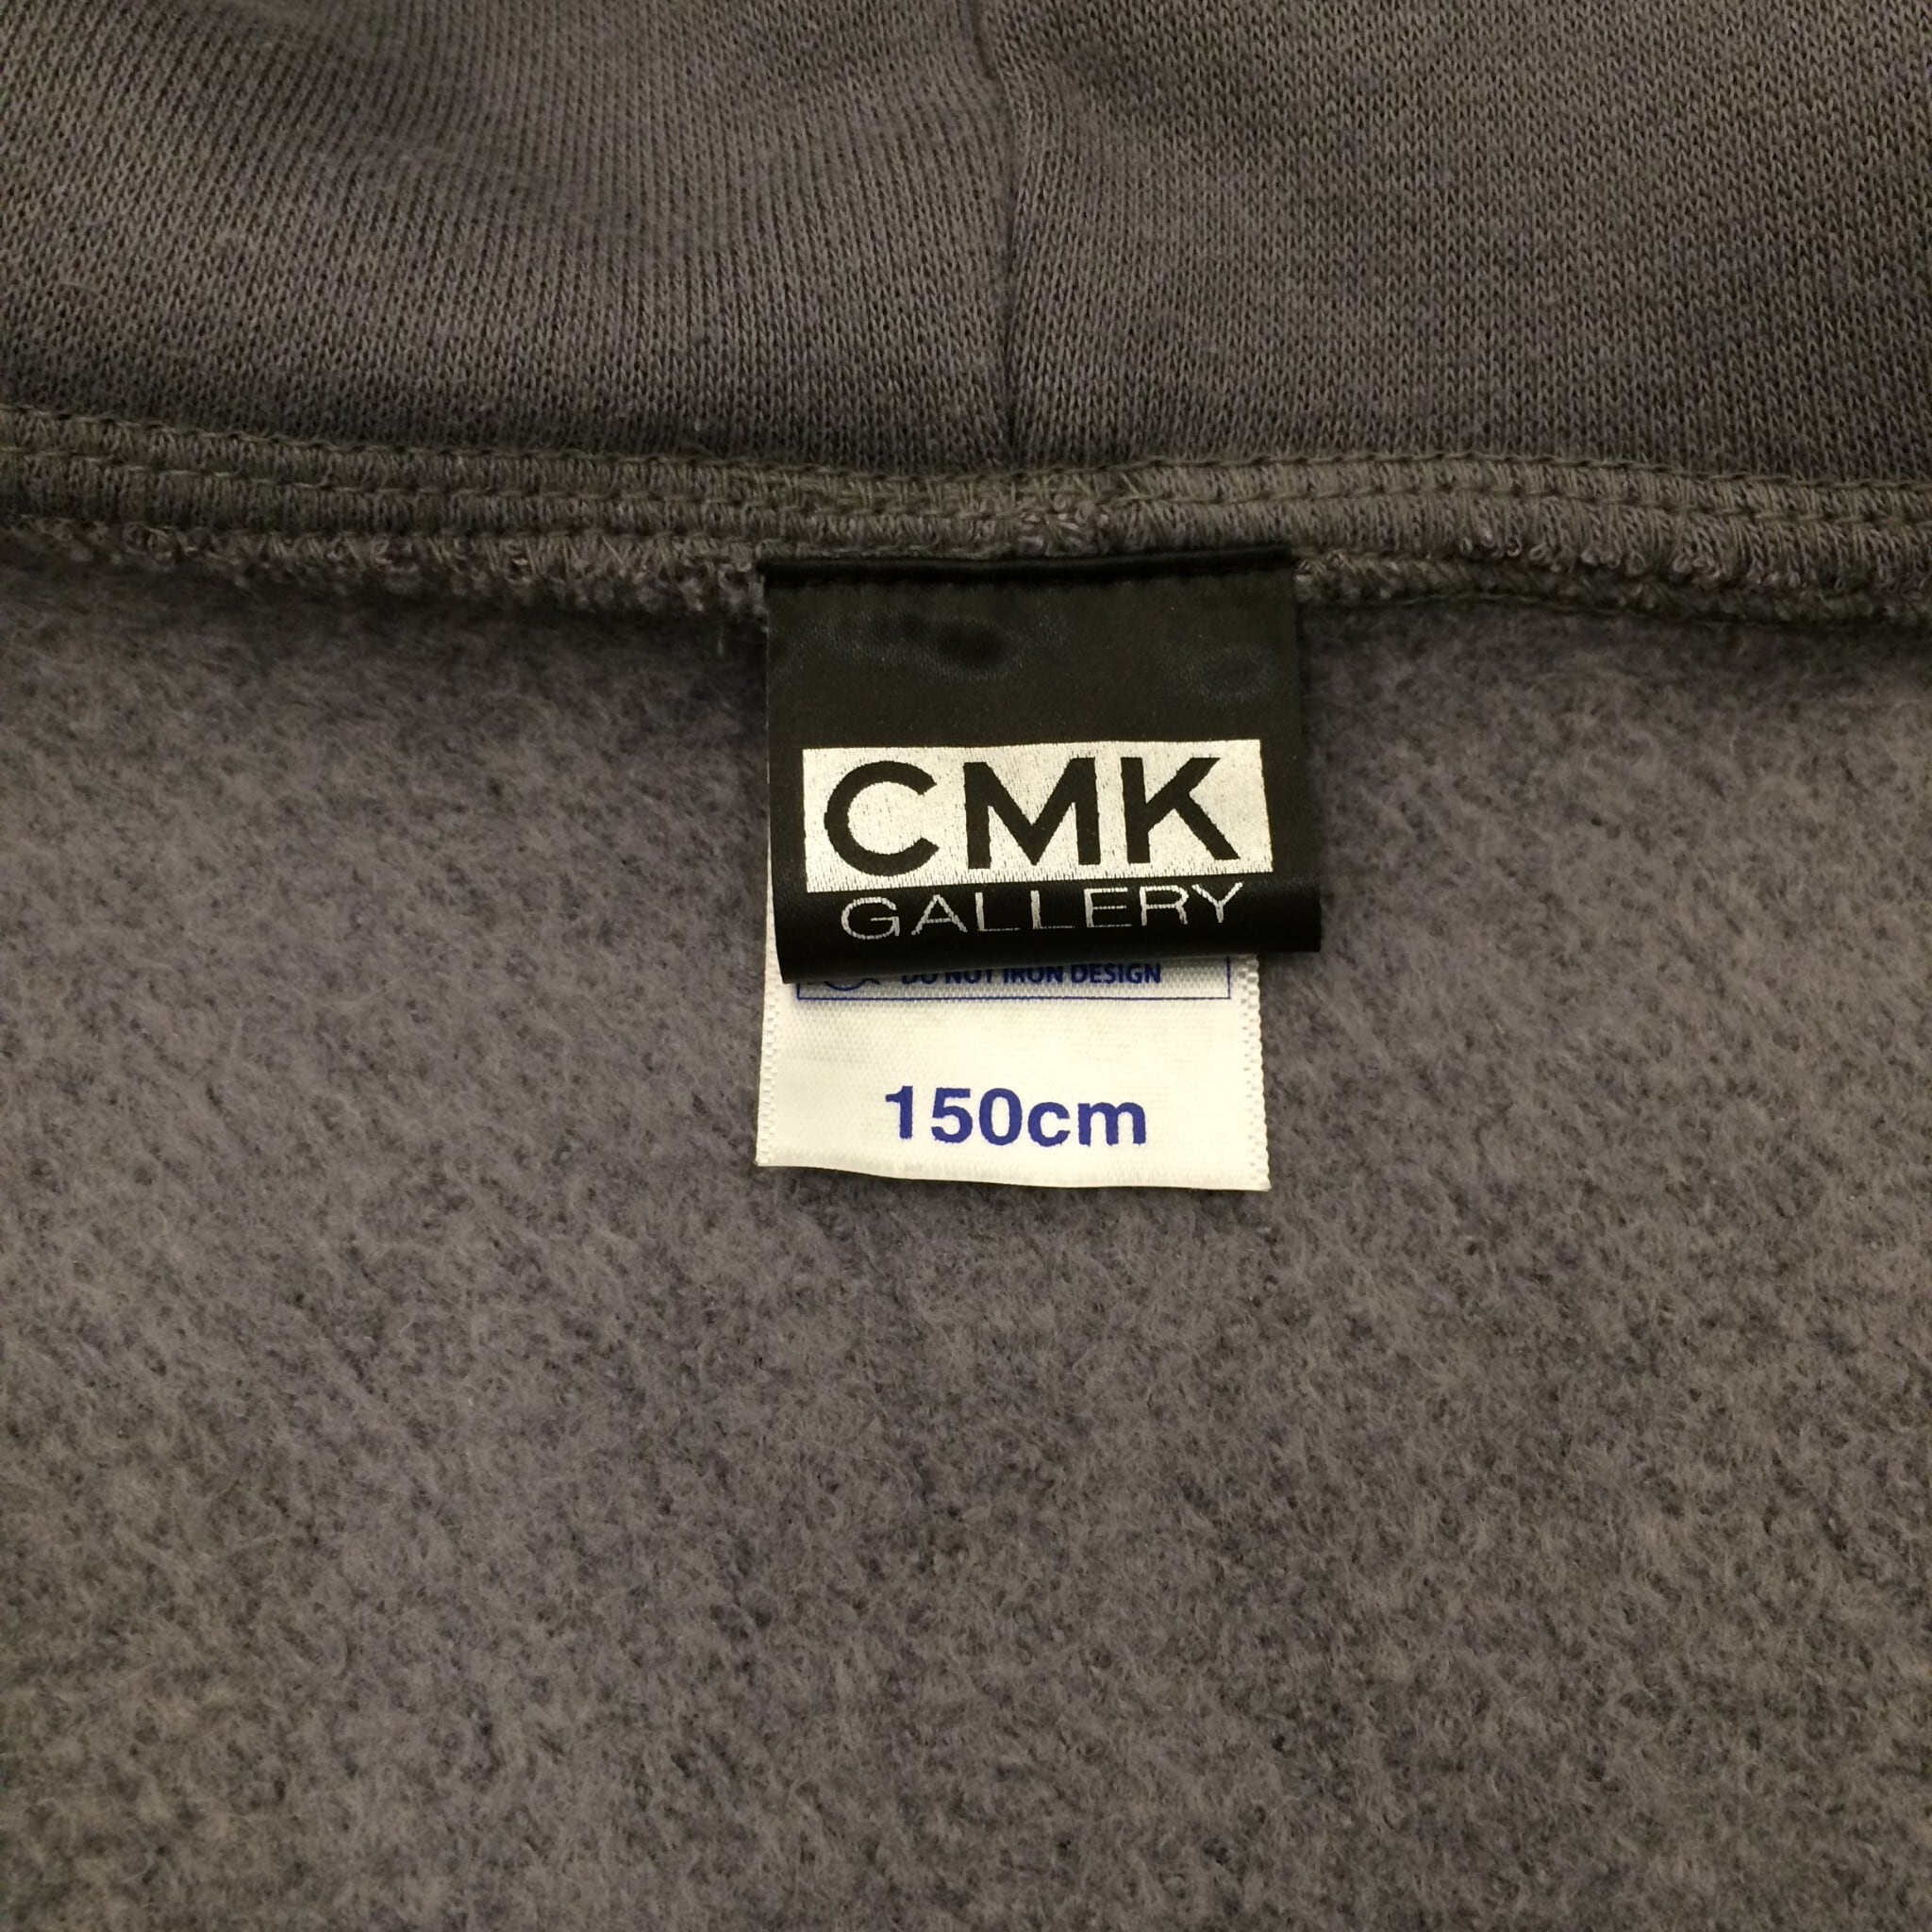 CMK
GALLERY
DO NOT IRON DESIGN
150cm